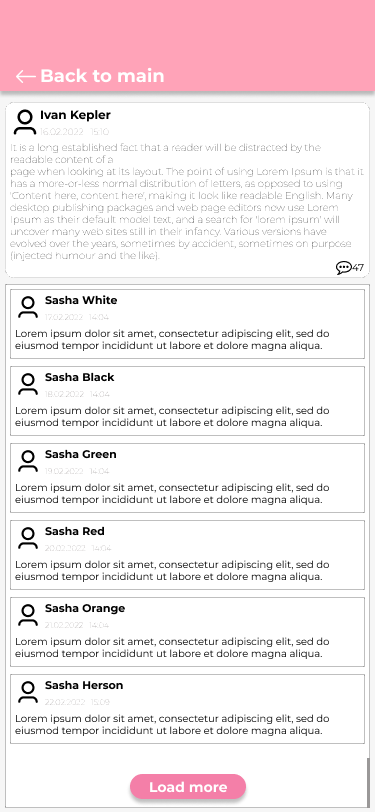 Back to main
Ivan Kepler
16.02.2022 15:10
It is a long established fact that a reader will be distracted by the
readable content of a
page when looking at its layout. The point of using Lorem Ipsum is that it
has a more-or-less normal distribution of letters, as opposed to using
'Content here, content here', making it look like readable English. Many
desktop publishing packages and web page editors now use Lorem
Ipsum as their default model text, and a search for 'lorem ipsum' will
uncover many web sites still in their infancy. Various versions have
evolved over the years, sometimes by accident, sometimes on purpose
(injected humour and the like).
47
Sasha White
17.02.2022 14:04
Lorem ipsum dolor sit amet, consectetur adipiscing elit, sed do
eiusmod tempor incididunt ut labore et dolore magna aliqua.
Sasha Black
18.02.2022 14:04
Lorem ipsum dolor sit amet, consectetur adipiscing elit, sed do
eiusmod tempor incididunt ut labore et dolore magna aliqua.
Sasha Green
19.02.2022 14:04
Lorem ipsum dolor sit amet, consectetur adipiscing elit, sed do
eiusmod tempor incididunt ut labore et dolore magna aliqua.
Sasha Red
20.02.2022 14:04
Lorem ipsum dolor sit amet, consectetur adipiscing elit, sed do
eiusmod tempor incididunt ut labore et dolore magna aliqua.
Sasha Orange
21.02.2022 14:04
Lorem ipsum dolor sit amet, consectetur adipiscing elit, sed do
eiusmod tempor incididunt ut labore et dolore magna aliqua.
Sasha Herson
22.02.2022 15:08
Lorem ipsum dolor sit amet, consectetur adipiscing elit, sed do
eiusmod tempor incididunt ut labore et dolore magna aliqua.
Load more